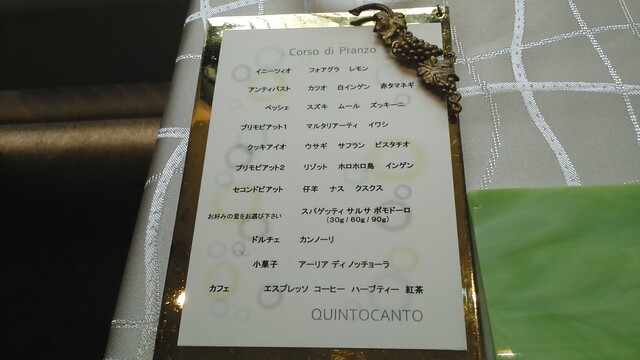 Corso di Pranzo
イニーツィオ フォアグラ レモン
アンティパスト カツオ 白インゲン 赤タマネギ
ペッシェ スズキ ムール ズッキーニ
プリモピアット1 マルタリアーティ イワシ
クッキアイオ ウサギ サフラン ピスタチオ
プリモピアット2 リゾット ホロホロ鳥 インゲン
セコンドピアット 仔羊 ナス クスクス
お好みの量をお選び下さい スパゲッティ サルサ ポモドーロ
(30g / 60g / 90g)
ドルチェ カンノーリ
小菓子 アーリア ディ ノッチョーラ
カフェ エスプレッソ コーヒー ハーブティー 紅茶
QUINTOCANTO